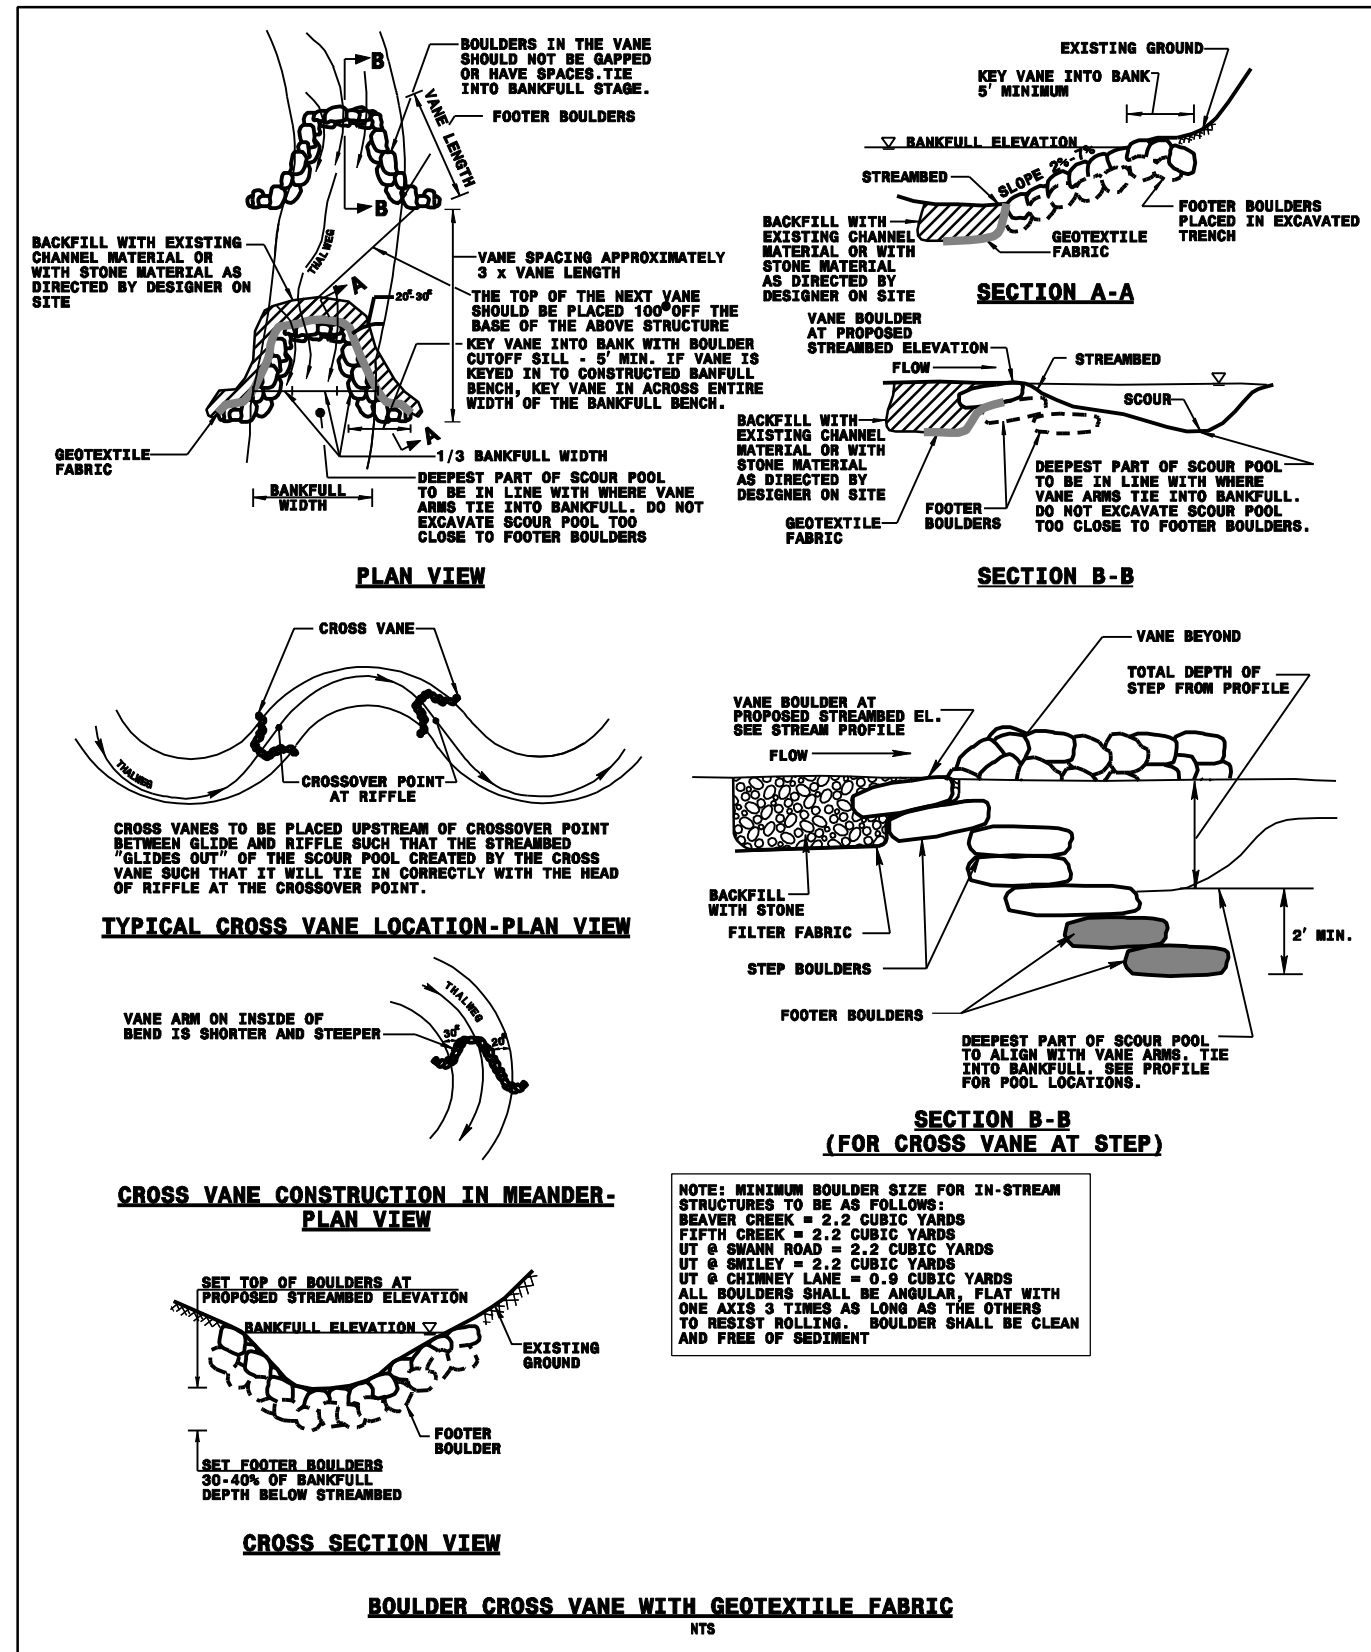 B
BOULDERS IN THE VANE
SHOULD NOT BE GAPPED
OR HAVE SPACES.TIE
INTO BANKFULL STAGE.
VANE LENGTH
FOOTER BOULDERS
B
BACKFILL WITH EXISTING
CHANNEL MATERIAL OR
WITH STONE MATERIAL AS
DIRECTED BY DESIGNER ON
SITE
THALWEG
VANE SPACING APPROXIMATELY
3 x VANE LENGTH
A
20°-30°
THE TOP OF THE NEXT VANE
SHOULD BE PLACED 100 OFF THE
BASE OF THE ABOVE STRUCTURE
KEY VANE INTO BANK WITH BOULDER
CUTOFF SILL - 5' MIN. IF VANE IS
KEYED IN TO CONSTRUCTED BANFULL
BENCH, KEY VANE IN ACROSS ENTIRE
WIDTH OF THE BANKFULL BENCH.
A
GEOTEXTILE
FABRIC
1/3 BANKFULL WIDTH
BANKFULL
WIDTH
DEEPEST PART OF SCOUR POOL
TO BE IN LINE WITH WHERE VANE
ARMS TIE INTO BANKFULL. DO NOT
EXCAVATE SCOUR POOL TOO
CLOSE TO FOOTER BOULDERS
PLAN VIEW
EXISTING GROUND
KEY VANE INTO BANK
5' MINIMUM
BANKFULL ELEVATION
SLOPE 2%-7%
STREAMBED
BACKFILL WITH
EXISTING CHANNEL
MATERIAL OR WITH
STONE MATERIAL
AS DIRECTED BY
DESIGNER ON SITE
GEOTEXTILE
FABRIC
FOOTER BOULDERS
PLACED IN EXCAVATED
TRENCH
SECTION A-A
VANE BOULDER
AT PROPOSED
STREAMBED ELEVATION
FLOW
STREAMBED
SCOUR
BACKFILL WITH
EXISTING CHANNEL
MATERIAL OR WITH
STONE MATERIAL
AS DIRECTED BY
DESIGNER ON SITE
GEOTEXTILE
FABRIC
FOOTER
BOULDERS
DEEPEST PART OF SCOUR POOL
TO BE IN LINE WITH WHERE
VANE ARMS TIE INTO BANKFULL.
DO NOT EXCAVATE SCOUR POOL
TOO CLOSE TO FOOTER BOULDERS.
SECTION B-B
CROSS VANE
THALWEG
CROSSOVER POINT
AT RIFFLE
CROSS VANES TO BE PLACED UPSTREAM OF CROSSOVER POINT
BETWEEN GLIDE AND RIFFLE SUCH THAT THE STREAMBED
"GLIDES OUT" OF THE SCOUR POOL CREATED BY THE CROSS
VANE SUCH THAT IT WILL TIE IN CORRECTLY WITH THE HEAD
OF RIFFLE AT THE CROSSOVER POINT.
TYPICAL CROSS VANE LOCATION-PLAN VIEW
VANE BEYOND
TOTAL DEPTH OF
STEP FROM PROFILE
VANE BOULDER AT
PROPOSED STREAMBED EL.
SEE STREAM PROFILE
FLOW
BACKFILL
WITH STONE
FILTER FABRIC
STEP BOULDERS
FOOTER BOULDERS
2' MIN.
DEEPEST PART OF SCOUR POOL
TO ALIGN WITH VANE ARMS. TIE
INTO BANKFULL. SEE PROFILE
FOR POOL LOCATIONS.
SECTION B-B
(FOR CROSS VANE AT STEP)
THALWEG
VANE ARM ON INSIDE OF
BEND IS SHORTER AND STEEPER
30°
20°
CROSS VANE CONSTRUCTION IN MEANDER-
PLAN VIEW
NOTE: MINIMUM BOULDER SIZE FOR IN-STREAM
STRUCTURES TO BE AS FOLLOWS:
BEAVER CREEK = 2.2 CUBIC YARDS
FIFTH CREEK = 2.2 CUBIC YARDS
UT @ SWANN ROAD = 2.2 CUBIC YARDS
UT @ SMILEY = 2.2 CUBIC YARDS
UT @ CHIMNEY LANE = 0.9 CUBIC YARDS
ALL BOULDERS SHALL BE ANGULAR, FLAT WITH
ONE AXIS 3 TIMES AS LONG AS THE OTHERS
TO RESIST ROLLING. BOULDER SHALL BE CLEAN
AND FREE OF SEDIMENT
SET TOP OF BOULDERS AT
PROPOSED STREAMBED ELEVATION
BANKFULL ELEVATION
EXISTING
GROUND
FOOTER
BOULDER
SET FOOTER BOULDERS
30-40% OF BANKFULL
DEPTH BELOW STREAMBED
CROSS SECTION VIEW
BOULDER CROSS VANE WITH GEOTEXTILE FABRIC
NTS